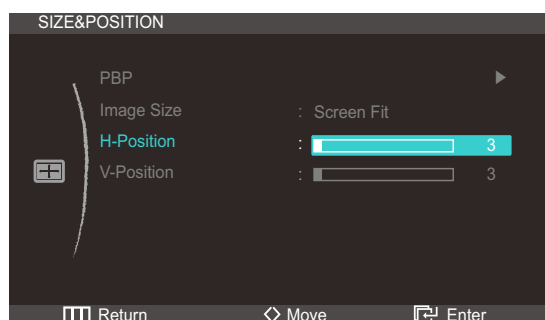 SIZE&POSITION
PBP
Image Size : Screen Fit
H-Position : 3
V-Position : 3
Return Move Enter